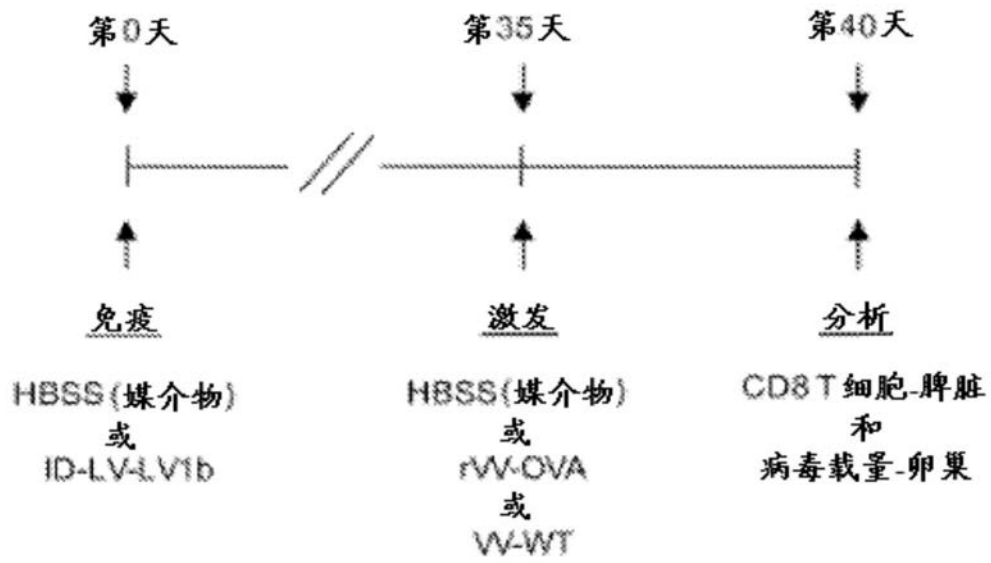 第0天
第35天
第40天
免疫
激发
分析
HBSS(媒介物)
或
ID-LV-LV1b
HBSS(媒介物)
或
rVV-OVA
或
VV-WT
CD8 T 细胞-脾脏
和
病毒载量-卵巢